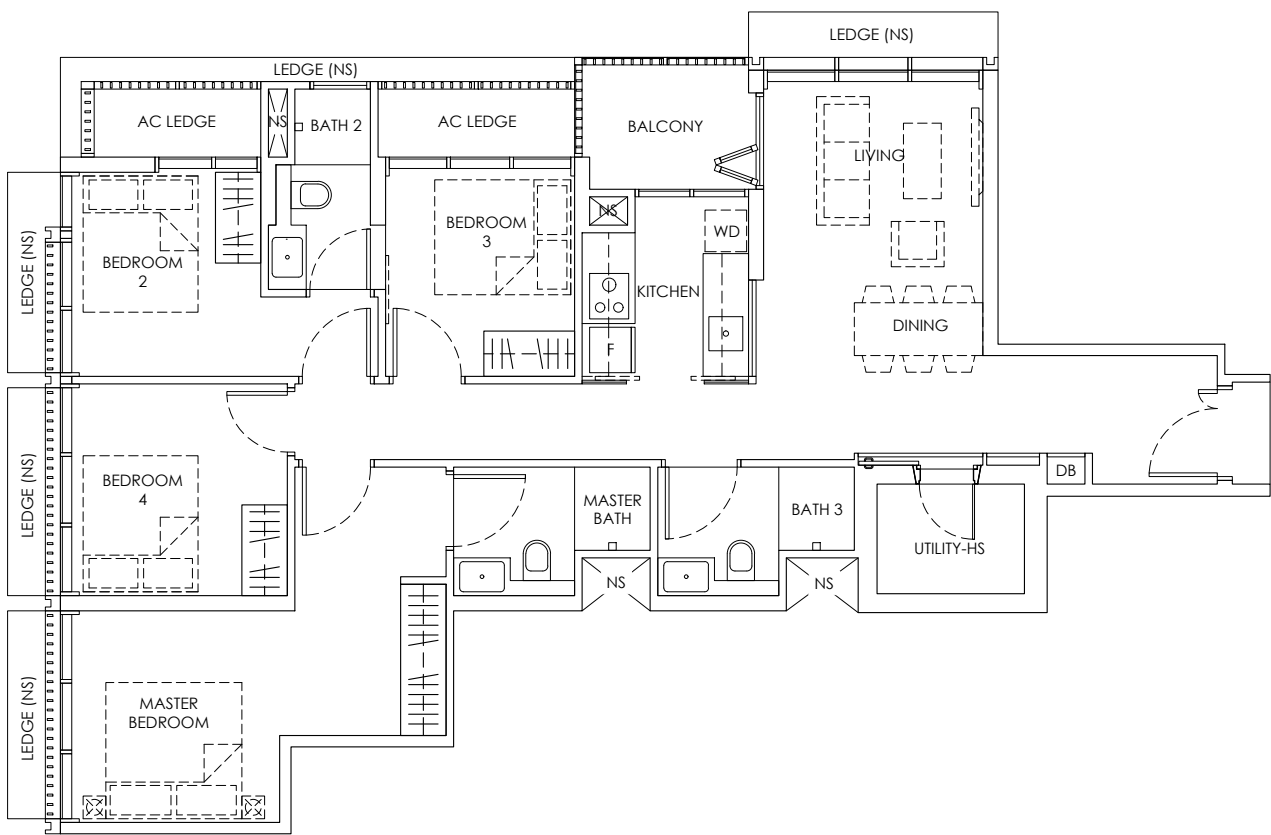 LEDGE (NS)
LEDGE (NS)
AC LEDGE
NS
BATH 2
AC LEDGE
BALCONY
LIVING
BEDROOM
2
BEDROOM
3
NS
WD
KITCHEN
F
DINING
LEDGE (NS)
LEDGE (NS)
BEDROOM
4
MASTER
BATH
BATH 3
DB
UTILITY-HS
NS
NS
LEDGE (NS)
MASTER
BEDROOM